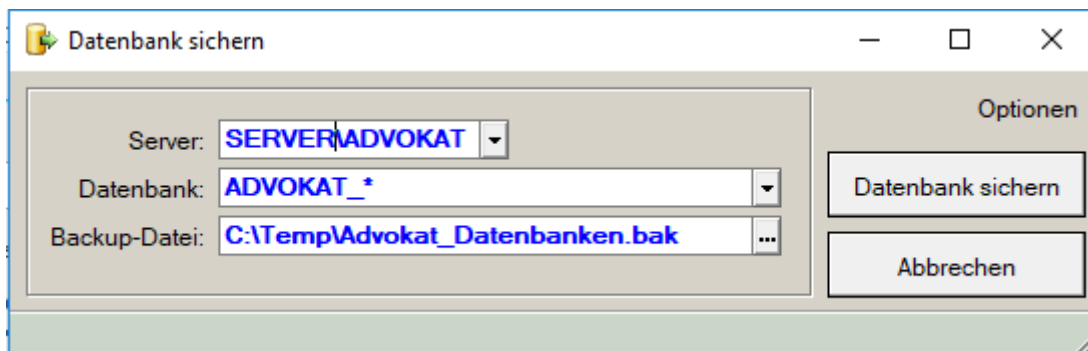 Datenbank sichern
Optionen
Server: SERVER\ADVOKAT
Datenbank: ADVOKAT_*
Datenbank sichern
Backup-Datei: C:\Temp\Advokat_Datenbanken.bak
...
Abbrechen